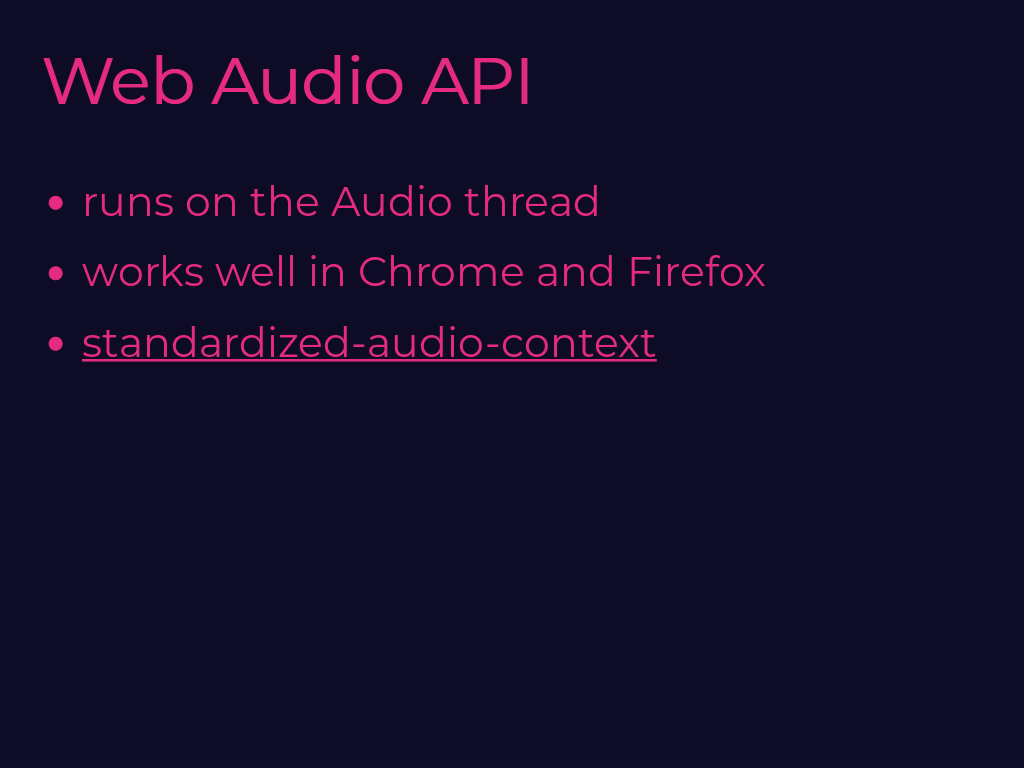 Web Audio API
• runs on the Audio thread
• works well in Chrome and Firefox
• standardized-audio-context